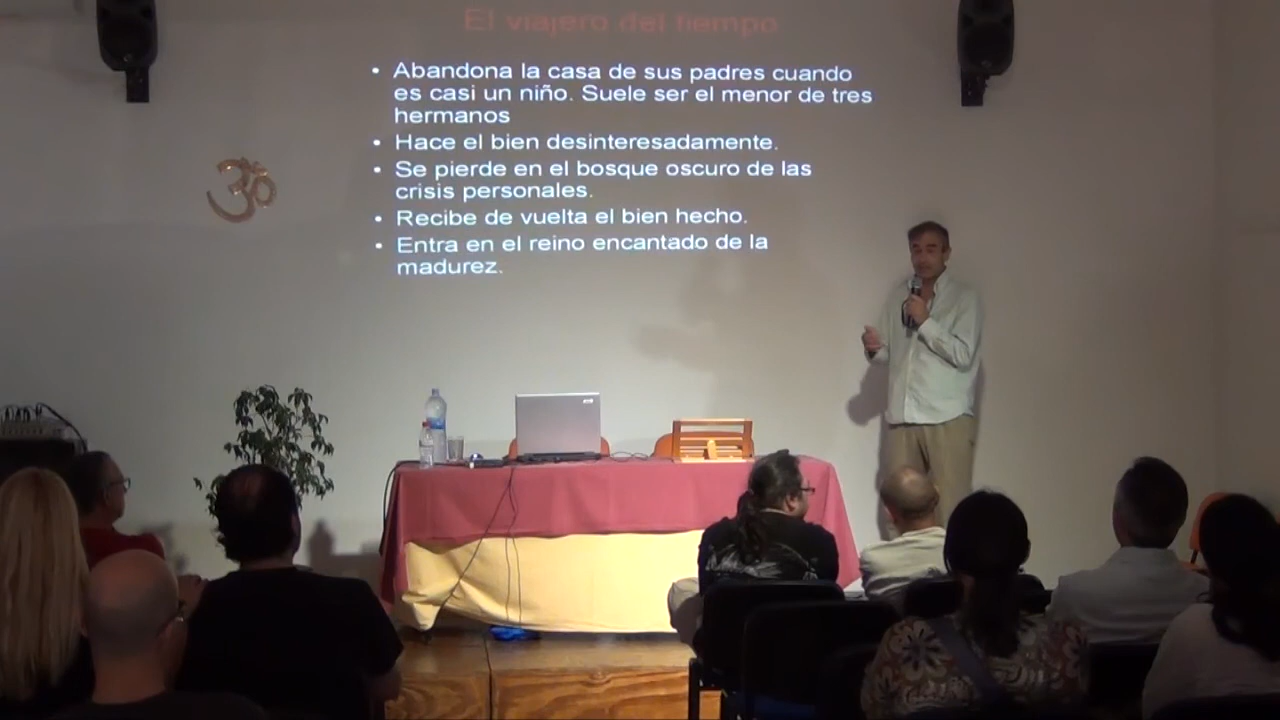 El viajero del tiempo
• Abandona la casa de sus padres cuando
es casi un niño. Suele ser el menor de tres
hermanos
• Hace el bien desinteresadamente.
• Se pierde en el bosque oscuro de las
crisis personales.
• Recibe de vuelta el bien hecho.
• Entra en el reino encantado de la
madurez.
ॐ